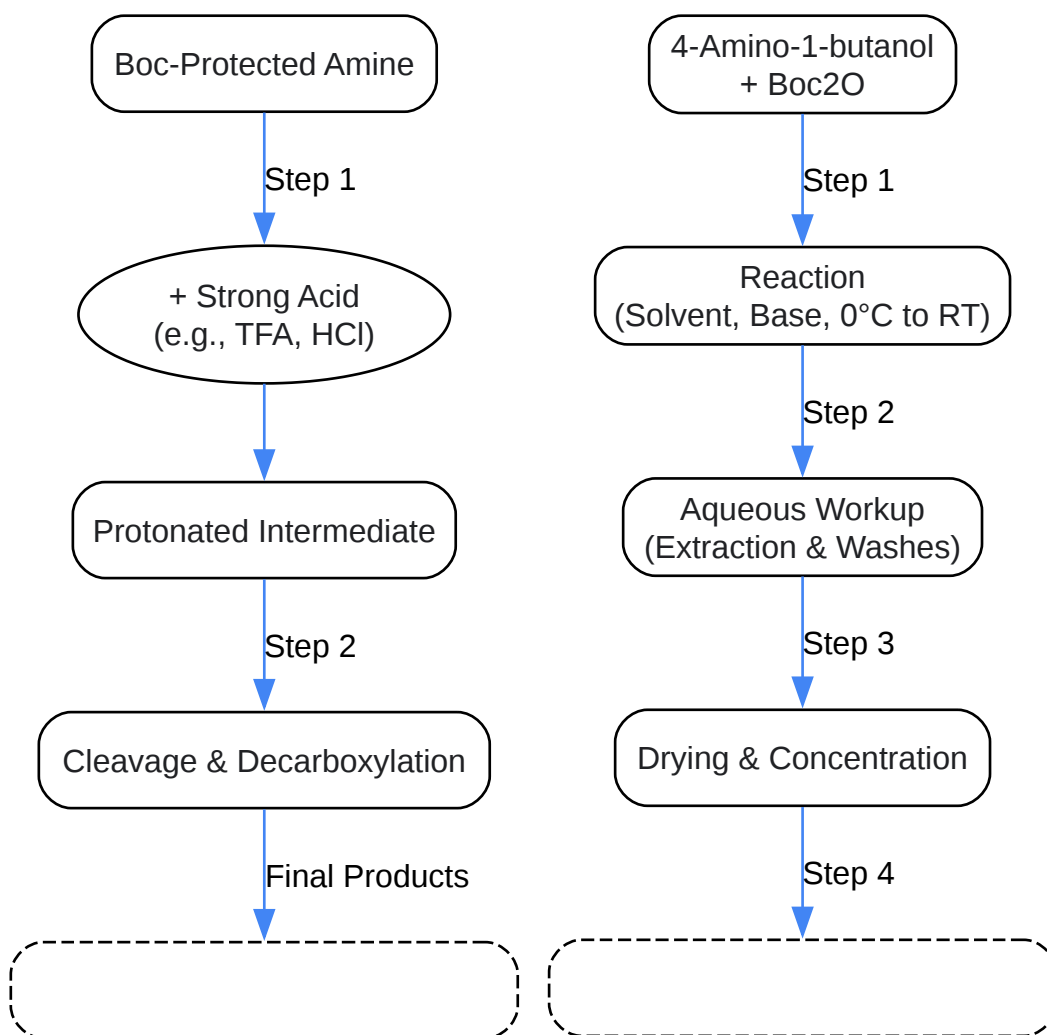 Boc-Protected Amine
Step 1
+ Strong Acid
(e.g., TFA, HCl)
Protonated Intermediate
Step 2
Cleavage & Decarboxylation
Final Products
4-Amino-1-butanol
+ Boc2O
Step 1
Reaction
(Solvent, Base, 0°C to RT)
Step 2
Aqueous Workup
(Extraction & Washes)
Step 3
Drying & Concentration
Step 4